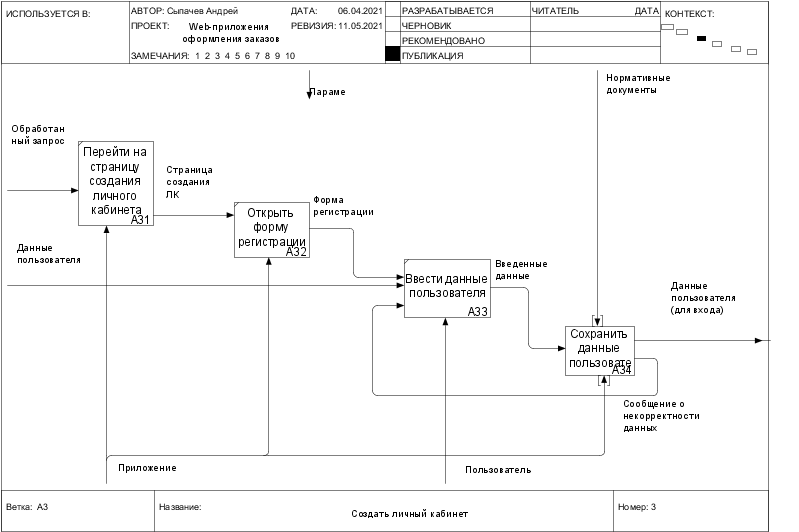 ИСПОЛЬЗУЕТСЯ В:
АВТОР: Сыпачев Андрей
ДАТА: 06.04.2021
ПРОЕКТ: Web-приложения
оформления заказов
РЕВИЗИЯ: 11.05.2021
ЗАМЕЧАНИЯ: 1 2 3 4 5 6 7 8 9 10
РАЗРАБАТЫВАЕТСЯ
ЧЕРНОВИК
РЕКОМЕНДОВАНО
ПУБЛИКАЦИЯ
ЧИТАТЕЛЬ
ДАТА
КОНТЕКСТ:
Параме
Нормативные
документы
Обработан
ный запрос
Перейти на
страницу
создания
личного
кабинета
A31
Страница
создания
ЛК
Открыть
форму
регистрации
A32
Форма
регистрации
Данные
пользователя
Ввести данные
пользователя
A33
Введенные
данные
Данные
пользователя
(для входа)
Сохранить
данные
пользовате
A34
Сообщение о
некорректности
данных
Приложение
Пользователь
Ветка: A3
Название:
Создать личный кабинет
Номер: 3